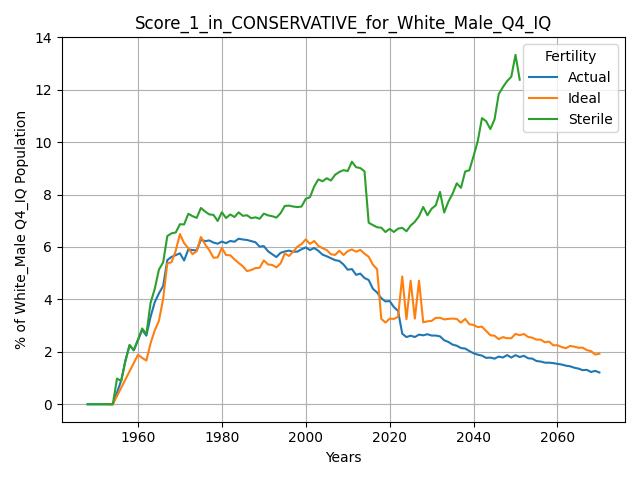 Score_1_in_CONSERVATIVE_for_White_Male_Q4_IQ
% of White_Male Q4_IQ Population
14
12
10
8
6
4
2
0
Fertility
Actual
Ideal
Sterile
1960 1980 2000 2020 2040 2060
Years